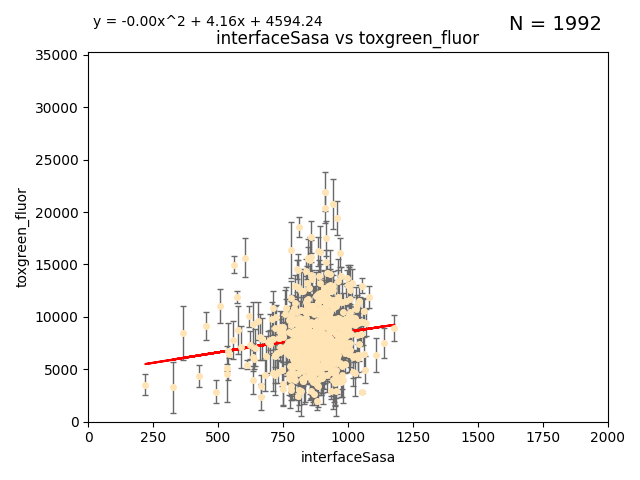 y = -0.00x^2 + 4.16x + 4594.24
N = 1992
interfaceSasa vs toxgreen_fluor
35000
30000
25000
20000
15000
10000
5000
0
toxgreen_fluor
0 250 500 750 1000 1250 1500 1750 2000
interfaceSasa